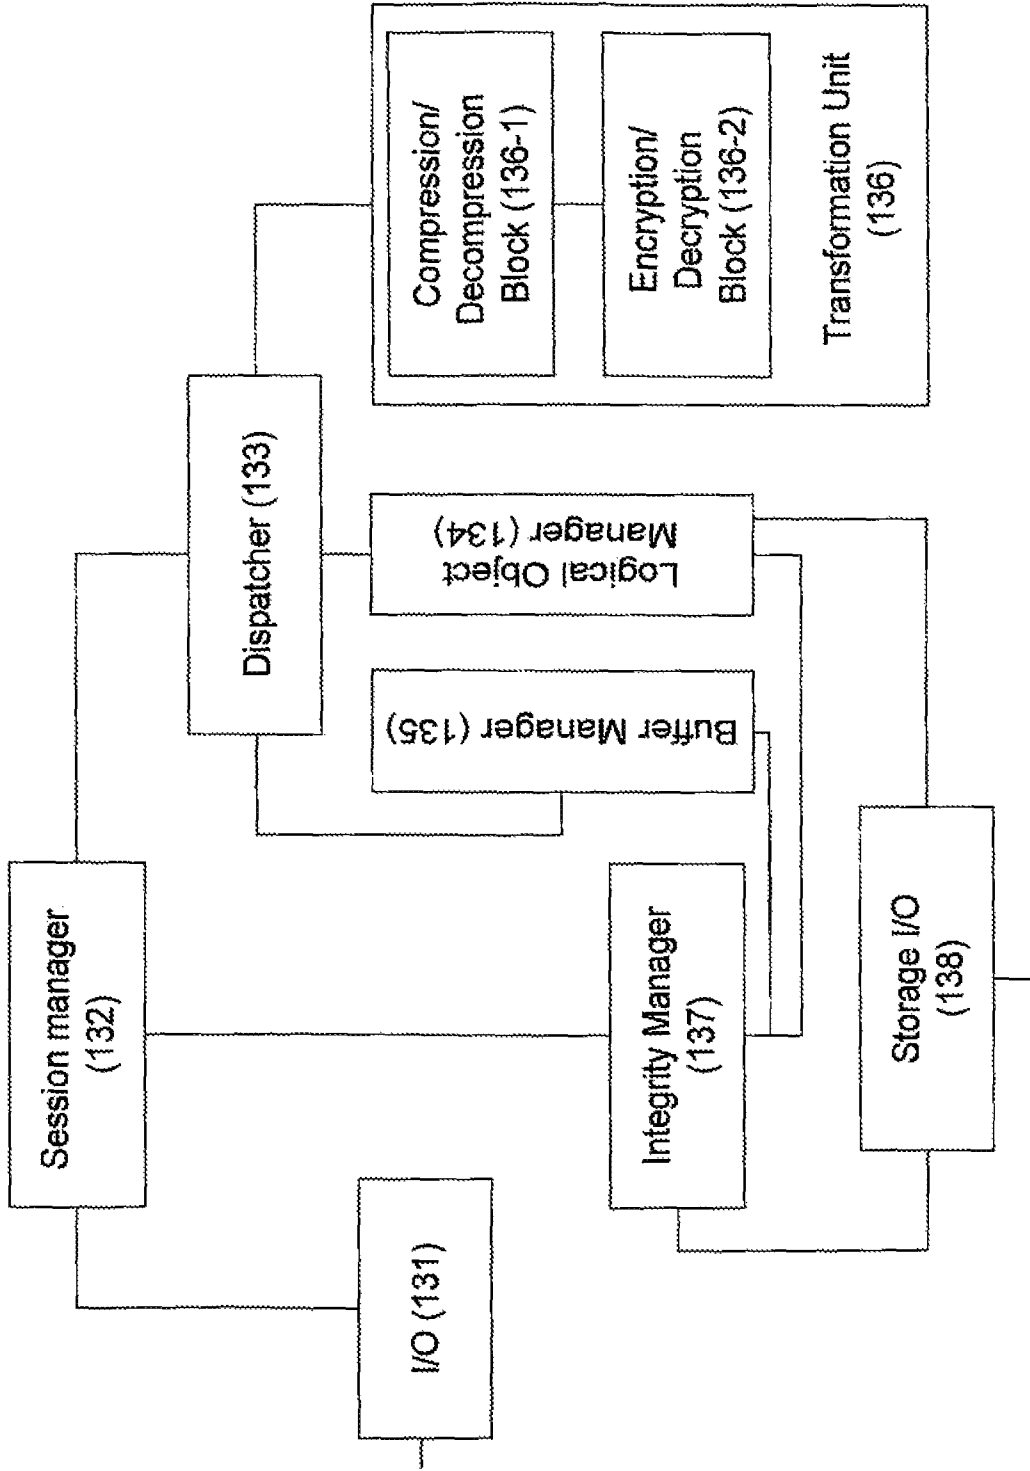 Session manager
(132)
I/O (131)
Dispatcher (133)
Integrity Manager
(137)
Buffer Manager (135)
Logical Object
Manager (134)
Storage I/O
(138)
Compression/
Decompression
Block (136-1)
Encryption/
Decryption
Block (136-2)
Transformation Unit
(136)